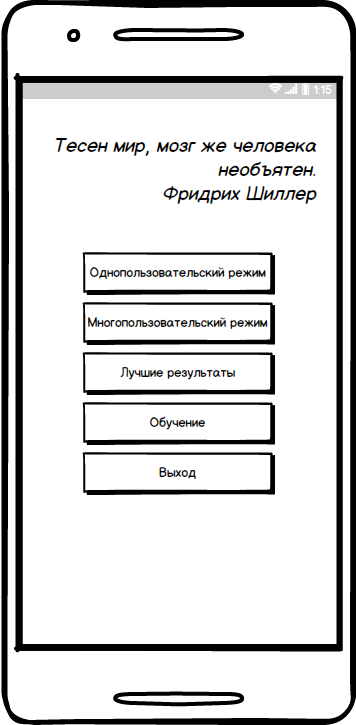 1:15
Тесен мир, мозг же человека
необъятен.
Фридрих Шиллер
Однопользовательский режим
Многопользовательский режим
Лучшие результаты
Обучение
Выход